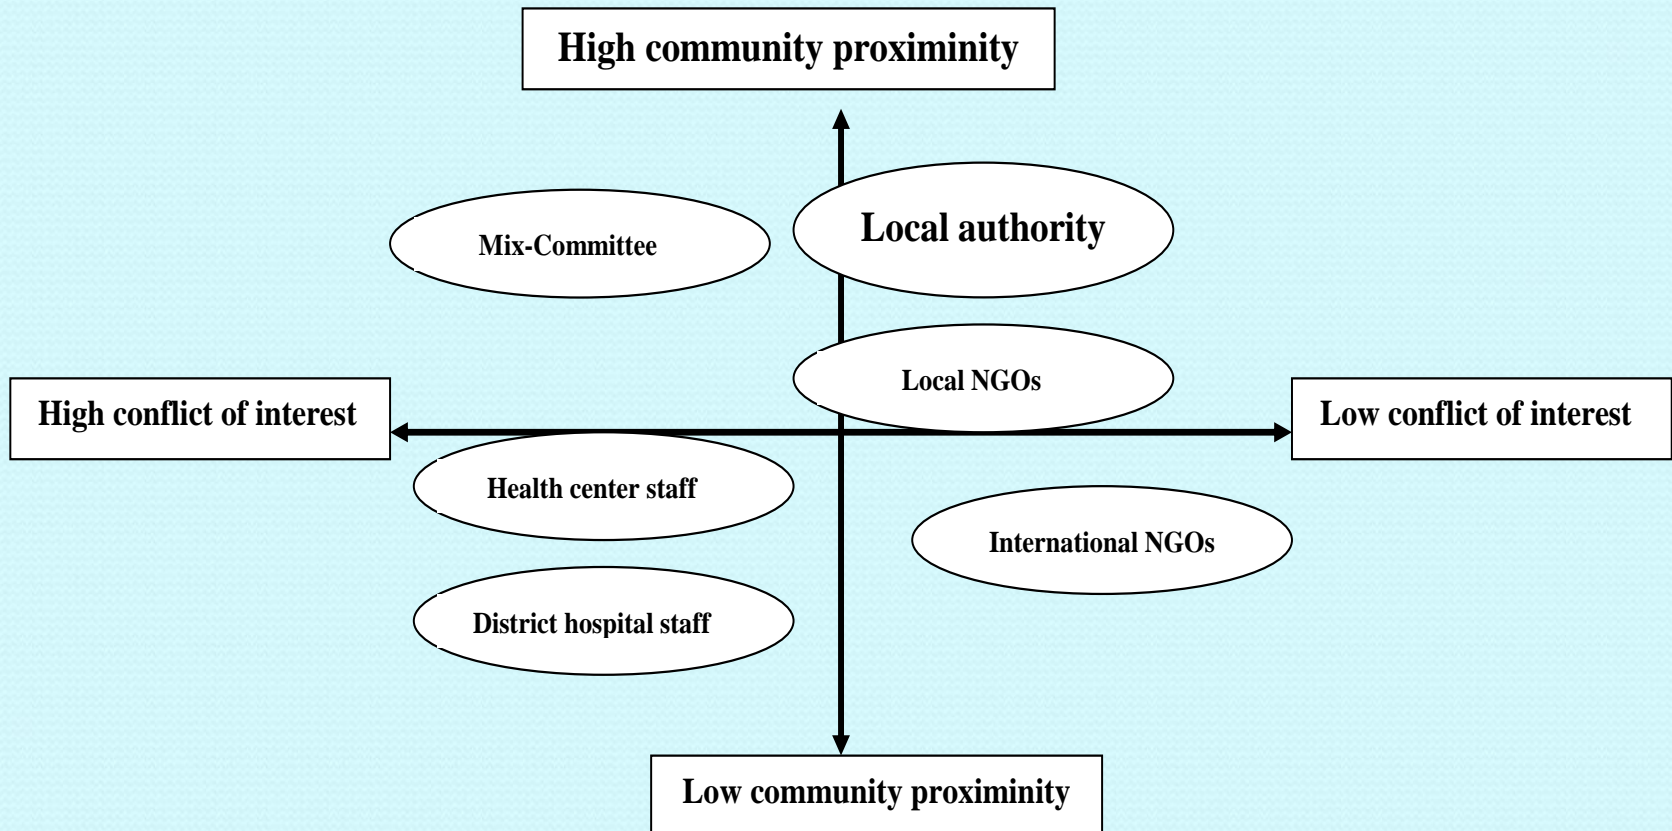 High community proximinity
Mix-Committee
Local authority
Local NGOs
High conflict of interest
Low conflict of interest
Health center staff
International NGOs
District hospital staff
Low community proximinity